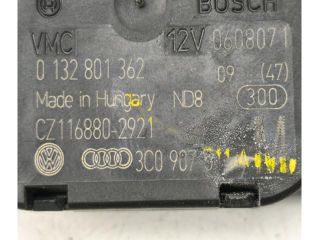 BOSCH
VMC 12V 0608071
0 132 801 362 09 (47)
Made in Hungary ND8 300
CZ116880-2921
3C0 907